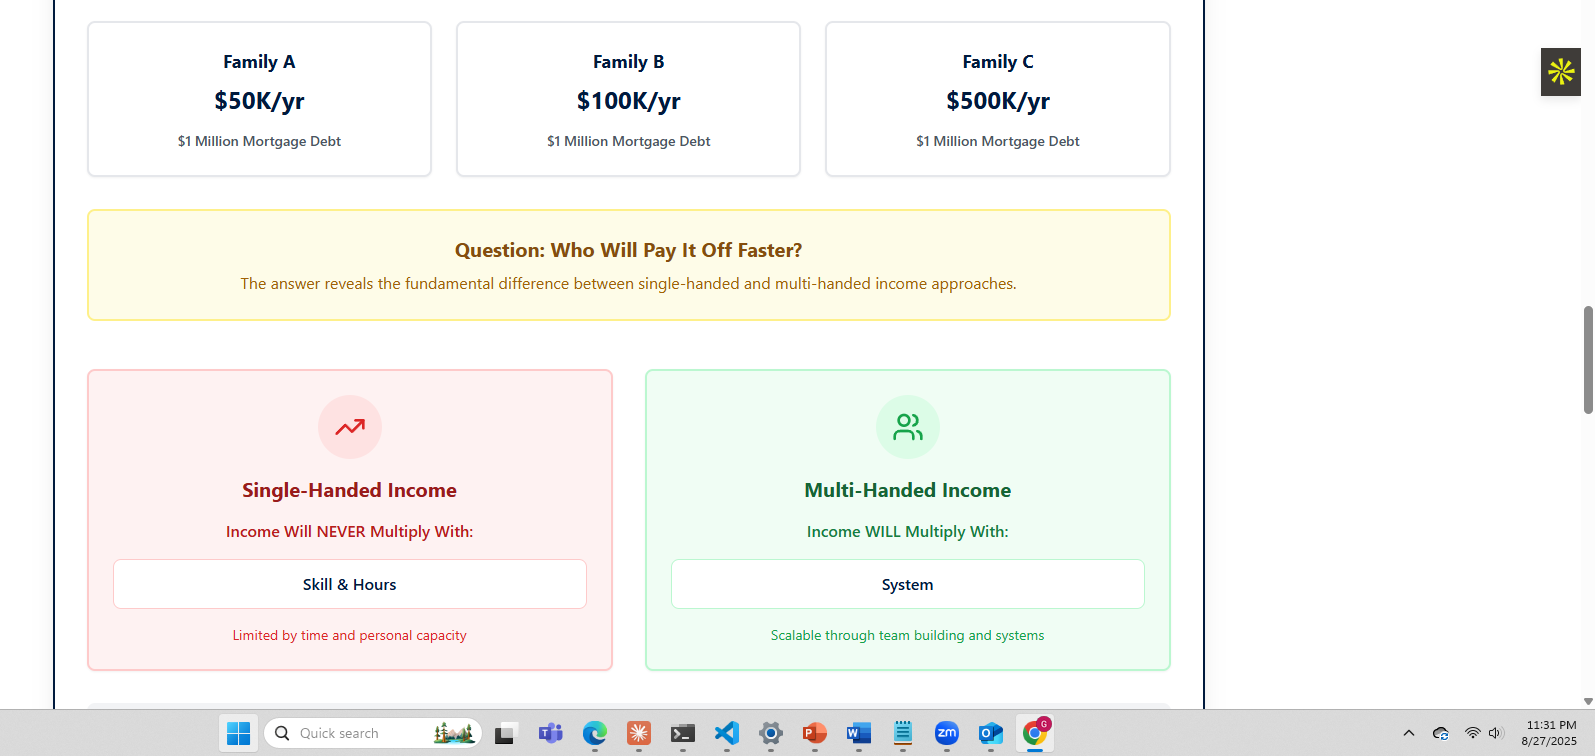 Family A
$50K/yr
$1 Million Mortgage Debt
Family B
$100K/yr
$1 Million Mortgage Debt
Family C
$500K/yr
$1 Million Mortgage Debt
Question: Who Will Pay It Off Faster?
The answer reveals the fundamental difference between single-handed and multi-handed income approaches.
Single-Handed Income
Income Will NEVER Multiply With:
Skill & Hours
Limited by time and personal capacity
Multi-Handed Income
Income WILL Multiply With:
System
Scalable through team building and systems
Quick search
T
P
W
zm
O
G
11:31 PM
8/27/2025